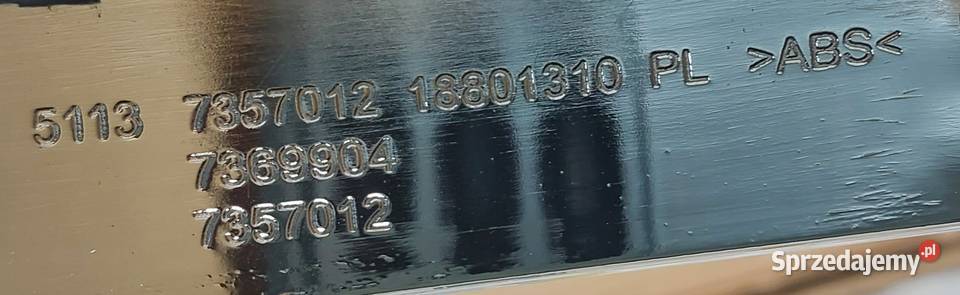 5113 7357012 18801310 PL >ABS<
7369904
7357012
Sprzedajemy.pl